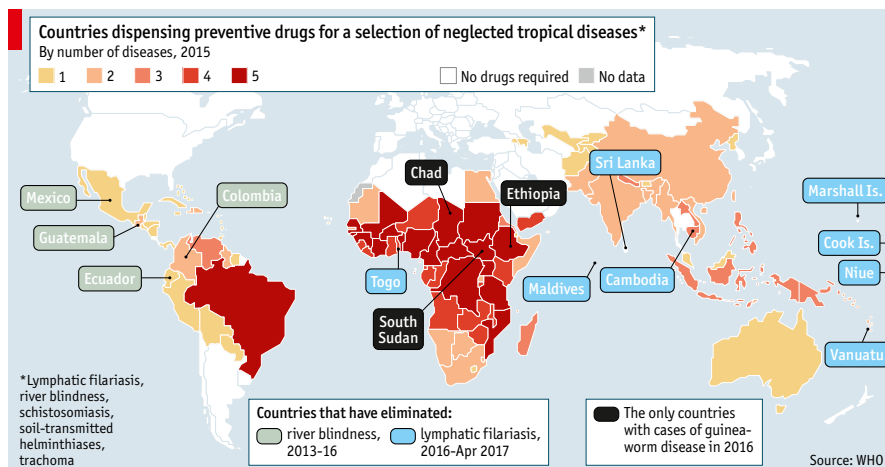 Countries dispensing preventive drugs for a selection of neglected tropical diseases*
By number of diseases, 2015
1 2 3 4 5 No drugs required No data
Chad
Sri Lanka
Ethiopia
Mexico
Colombia
Marshall Is.
Guatemala
Cook Is.
Ecuador
Togo
Maldives
Cambodia
Niue
South
Sudan
Vanuatu
*Lymphatic filariasis,
river blindness,
schistosomiasis,
soil-transmitted
helminthiases,
trachoma
Countries that have eliminated:
river blindness,
2013-16
lymphatic filariasis,
2016-Apr 2017
The only countries
with cases of guinea-
worm disease in
2016
Source: WHO